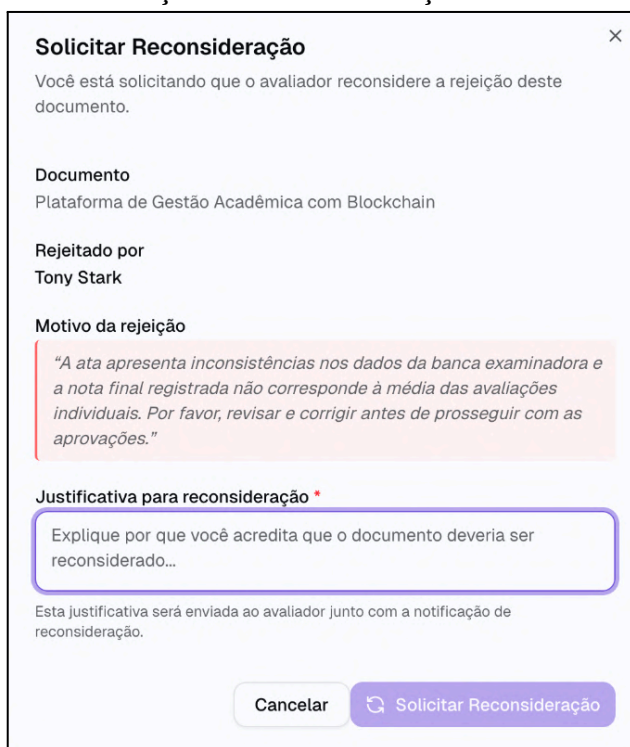 Solicitar Reconsideração
Você está solicitando que o avaliador reconsidere a rejeição deste
documento.
Documento
Plataforma de Gestão Acadêmica com Blockchain
Rejeitado por
Tony Stark
Motivo da rejeição
“A ata apresenta inconsistências nos dados da banca examinadora e
a nota final registrada não corresponde à média das avaliações
individuais. Por favor, revisar e corrigir antes de prosseguir com as
aprovações.”
Justificativa para reconsideração *
Explique por que você acredita que o documento deveria ser
reconsiderado...
Esta justificativa será enviada ao avaliador junto com a notificação de
reconsideração.
Cancelar
Solicitar Reconsideração